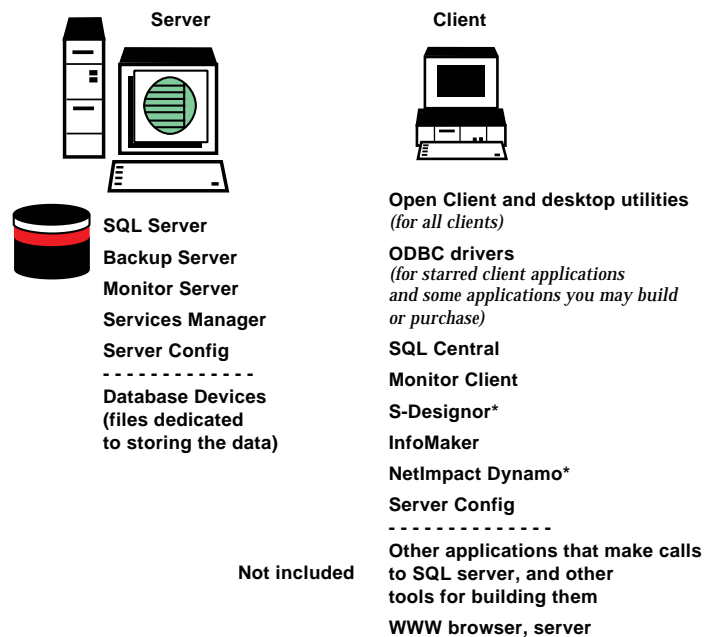 Server
SQL Server
Backup Server
Monitor Server
Services Manager
Server Config
- - - - - - - - - - - - -
Database Devices
(files dedicated
to storing the data)
Client
Open Client and desktop utilities
(for all clients)
ODBC drivers
(for starred client applications
and some applications you may build
or purchase)
SQL Central
Monitor Client
S-Designor*
InfoMaker
NetImpact Dynamo*
Server Config
- - - - - - - - - - - - - -
Not included
Other applications that make calls
to SQL server, and other
tools for building them
WWW browser, server